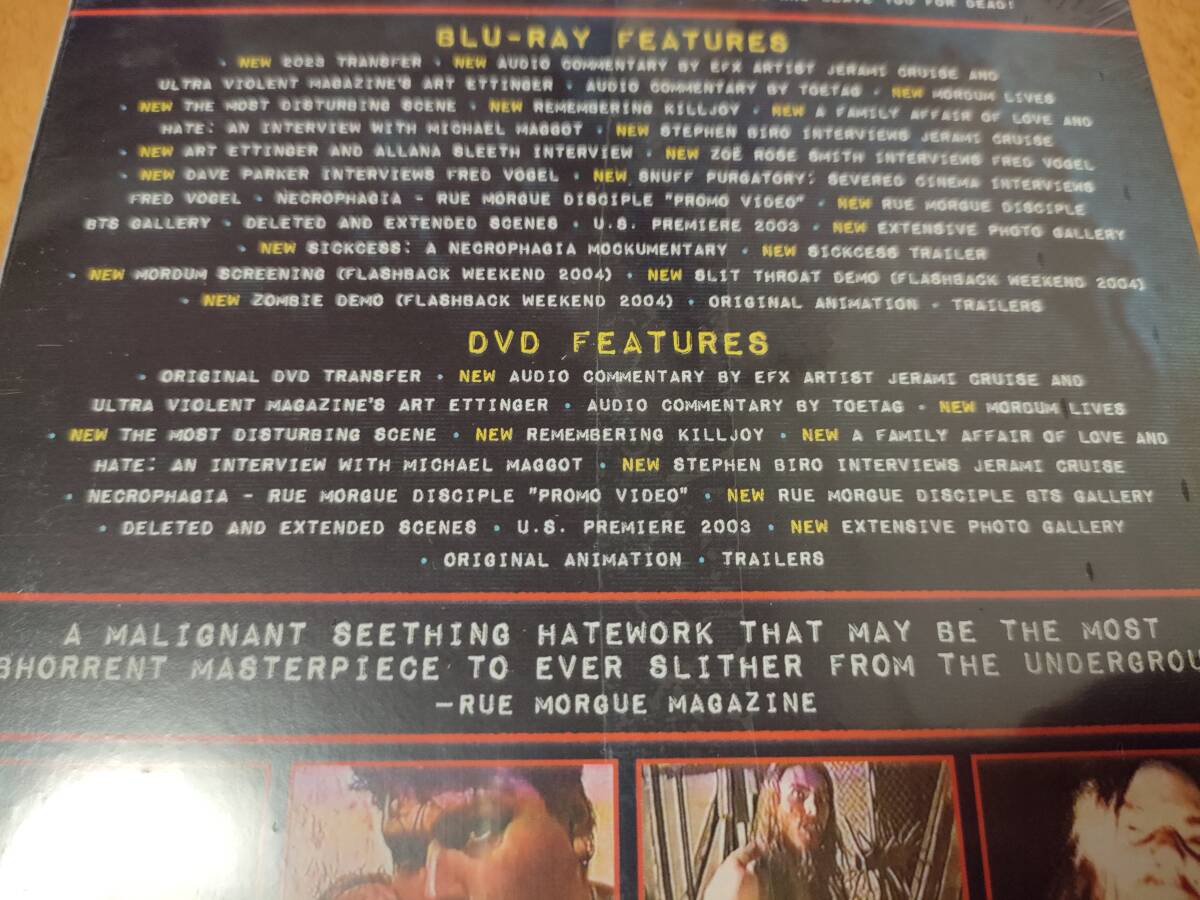 AND LEAVE YOU FOR DEAD!
BLU-RAY FEATURES
• NEW 2023 TRANSFER • NEW AUDIO COMMENTARY BY EFX ARTIST JERAMI CRUISE AND
ULTRA VIOLENT MAGAZINE'S ART ETTINGER • AUDIO COMMENTARY BY TOETAG • NEW MORDUM LIVES
• NEW THE MOST DISTURBING SCENE • NEW REMEMBERING KILLJOY • NEW A FAMILY AFFAIR OF LOVE AND
HATE: AN INTERVIEW WITH MICHAEL MAGGOT • NEW STEPHEN BIRO INTERVIEWS JERAMI CRUISE
• NEW ART ETTINGER AND ALLANA SLEETH INTERVIEW • NEW ZOË ROSE SMITH INTERVIEWS FRED VOGEL
• NEW DAVE PARKER INTERVIEWS FRED VOGEL • NEW SNUFF PURGATORY: SEVERED CINEMA INTERVIEWS
FRED VOGEL • NECROPHAGIA - RUE MORGUE DISCIPLE "PROMO VIDEO" • NEW RUE MORGUE DISCIPLE
BTS GALLERY • DELETED AND EXTENDED SCENES • U.S. PREMIERE 2003 • NEW EXTENSIVE PHOTO GALLERY
• NEW SICKCESS: A NECROPHAGIA MOCKUMENTARY • NEW SICKCESS TRAILER
• NEW MORDUM SCREENING (FLASHBACK WEEKEND 2004) • NEW SLIT THROAT DEMO (FLASHBACK WEEKEND 2004)
• NEW ZOMBIE DEMO (FLASHBACK WEEKEND 2004) • ORIGINAL ANIMATION • TRAILERS
DVD FEATURES
• ORIGINAL DVD TRANSFER • NEW AUDIO COMMENTARY BY EFX ARTIST JERAMI CRUISE AND
ULTRA VIOLENT MAGAZINE'S ART ETTINGER • AUDIO COMMENTARY BY TOETAG • NEW MORDUM LIVES
• NEW THE MOST DISTURBING SCENE • NEW REMEMBERING KILLJOY • NEW A FAMILY AFFAIR OF LOVE AND
HATE: AN INTERVIEW WITH MICHAEL MAGGOT • NEW STEPHEN BIRO INTERVIEWS JERAMI CRUISE
• NECROPHAGIA - RUE MORGUE DISCIPLE "PROMO VIDEO" • NEW RUE MORGUE DISCIPLE BTS GALLERY
• DELETED AND EXTENDED SCENES • U.S. PREMIERE 2003 • NEW EXTENSIVE PHOTO GALLERY
• ORIGINAL ANIMATION • TRAILERS
A MALIGNANT SEETHING HATEWORK THAT MAY BE THE MOST
BHORRENT MASTERPIECE TO EVER SLITHER FROM THE UNDERGROU
-RUE MORGUE MAGAZINE